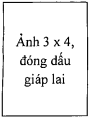 Ảnh 3 x 4,
đóng dấu
giáp lai